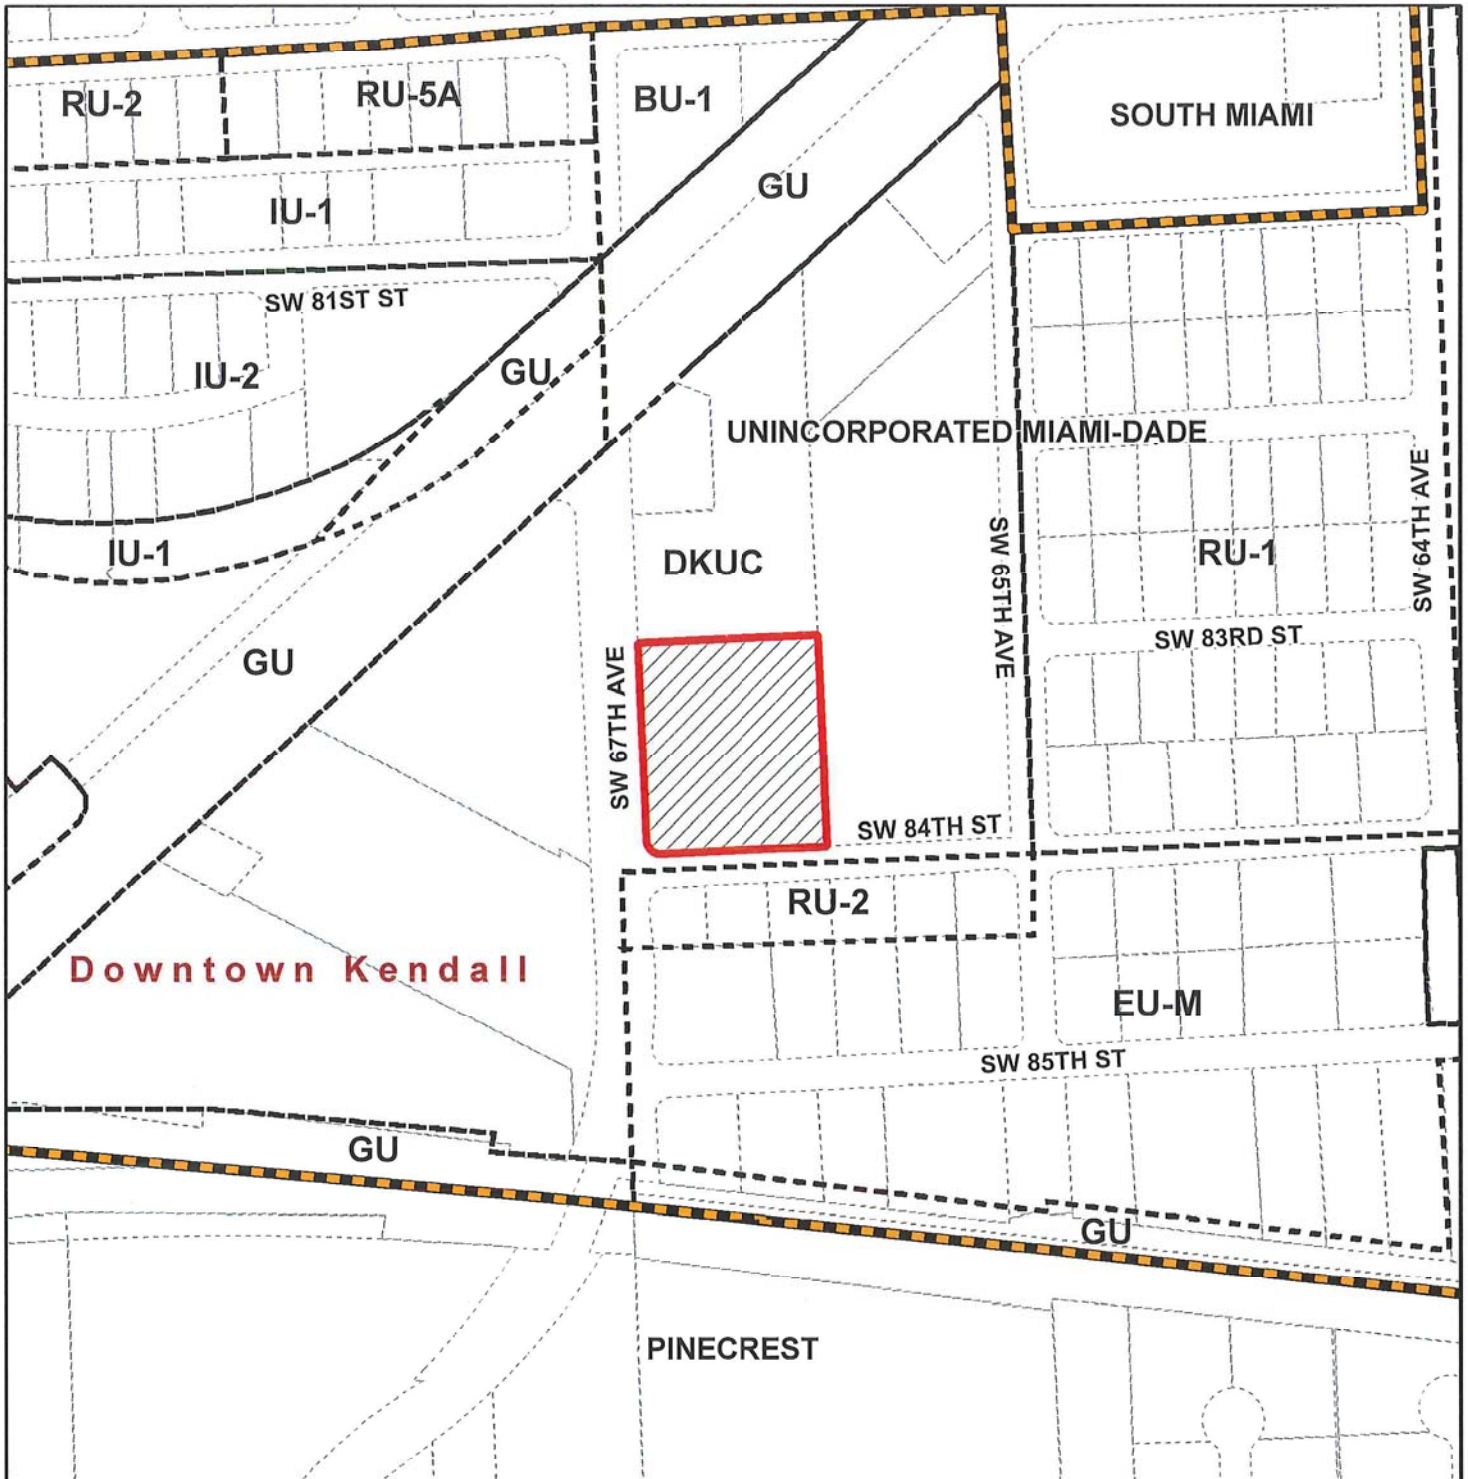 RU-2
RU-5A
BU-1
SOUTH MIAMI
GU
IU-1
SW 81ST ST
IU-2
GU
UNINCORPORATED MIAMI-DADE
IU-1
DKUC
SW 65TH AVE
RU-1
SW 64TH AVE
SW 83RD ST
GU
SW 67TH AVE
SW 84TH ST
RU-2
Downtown Kendall
EU-M
SW 85TH ST
GU
GU
PINECREST